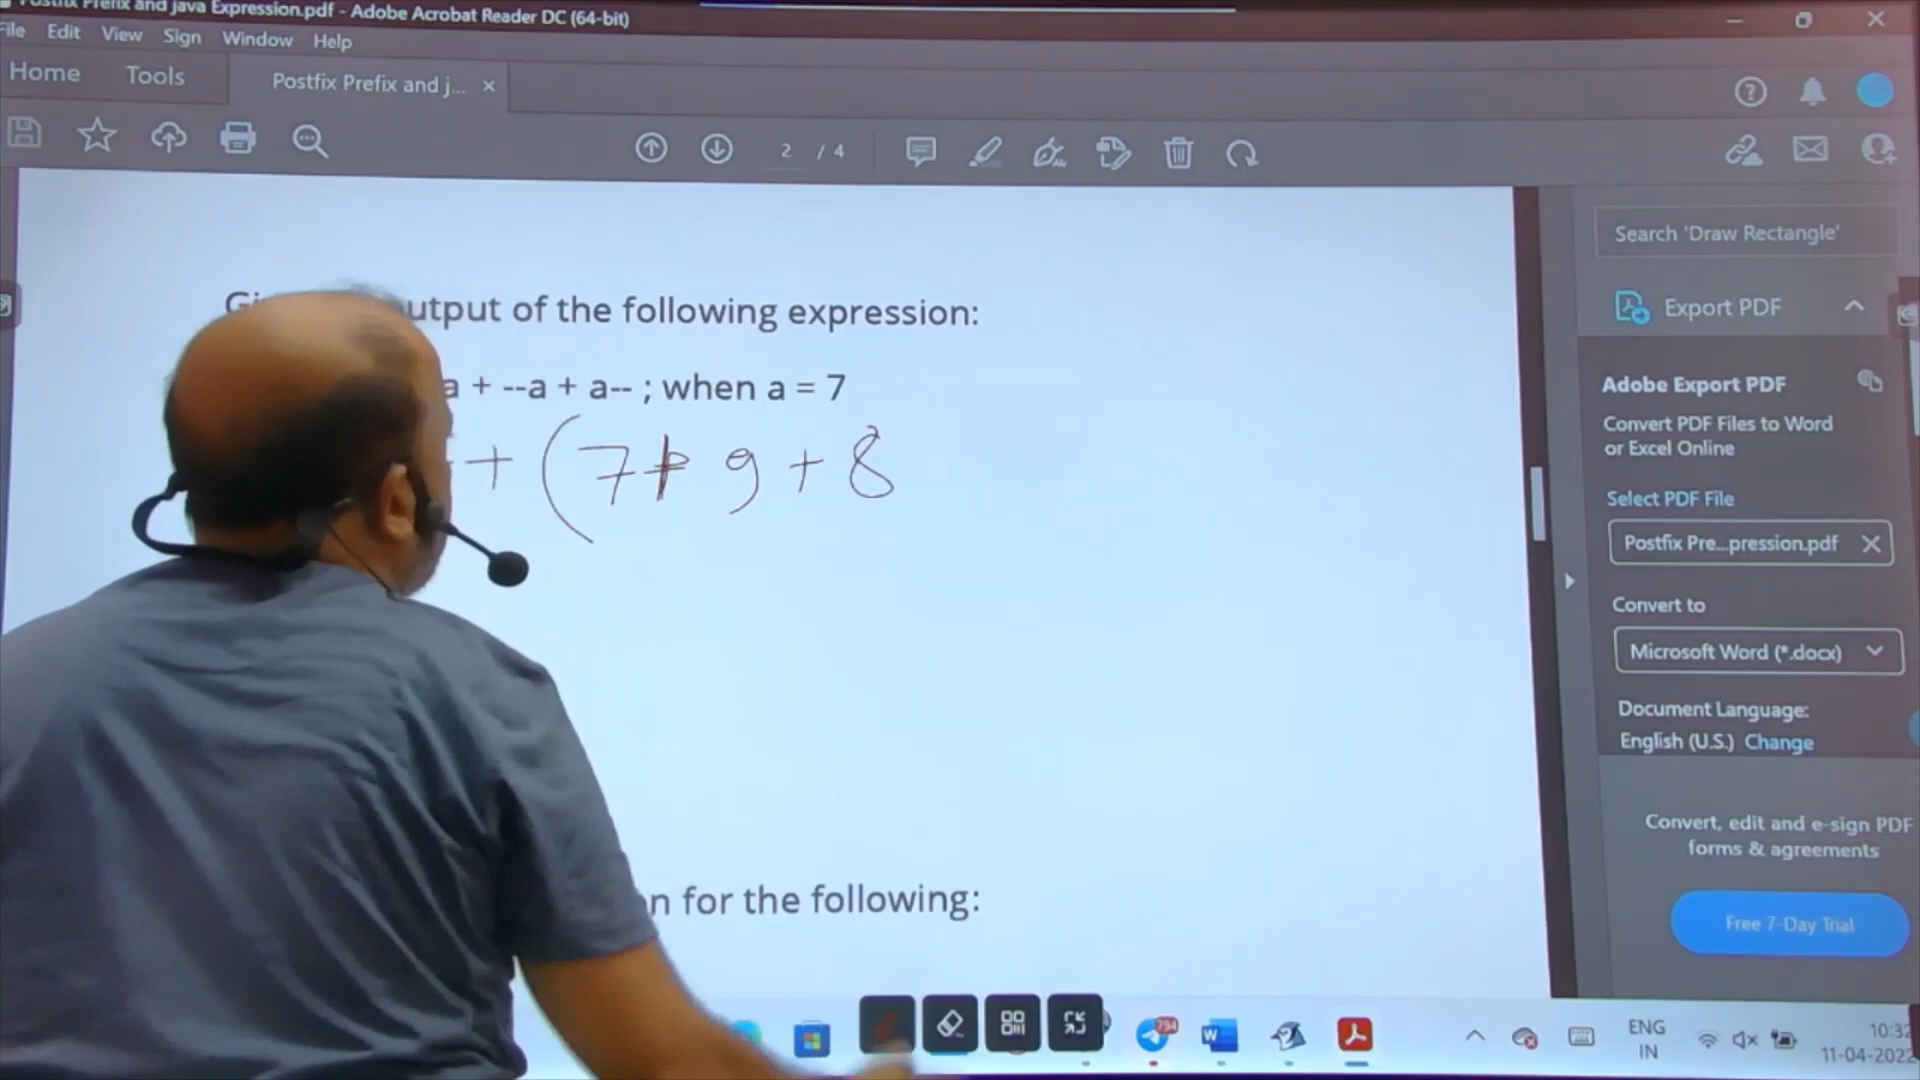 Postfix Prefix and Java Expression.pdf - Adobe Acrobat Reader DC (64-bit)
File Edit View Sign Window Help
Home Tools Postfix Prefix and j... ×
2 / 4
Search 'Draw Rectangle'
Export PDF
Adobe Export PDF
Convert PDF Files to Word
or Excel Online
Select PDF File
Postfix Pre...pression.pdf
Convert to
Microsoft Word (*.docx)
Document Language:
English (U.S.) Change
Convert, edit and e-sign PDF
forms & agreements
Free 7-Day Trial
utput of the following expression:
a + --a + a-- ; when a = 7
+ (7+ 9 + 8
n for the following:
794
ENG
IN
10:32
11-04-2022